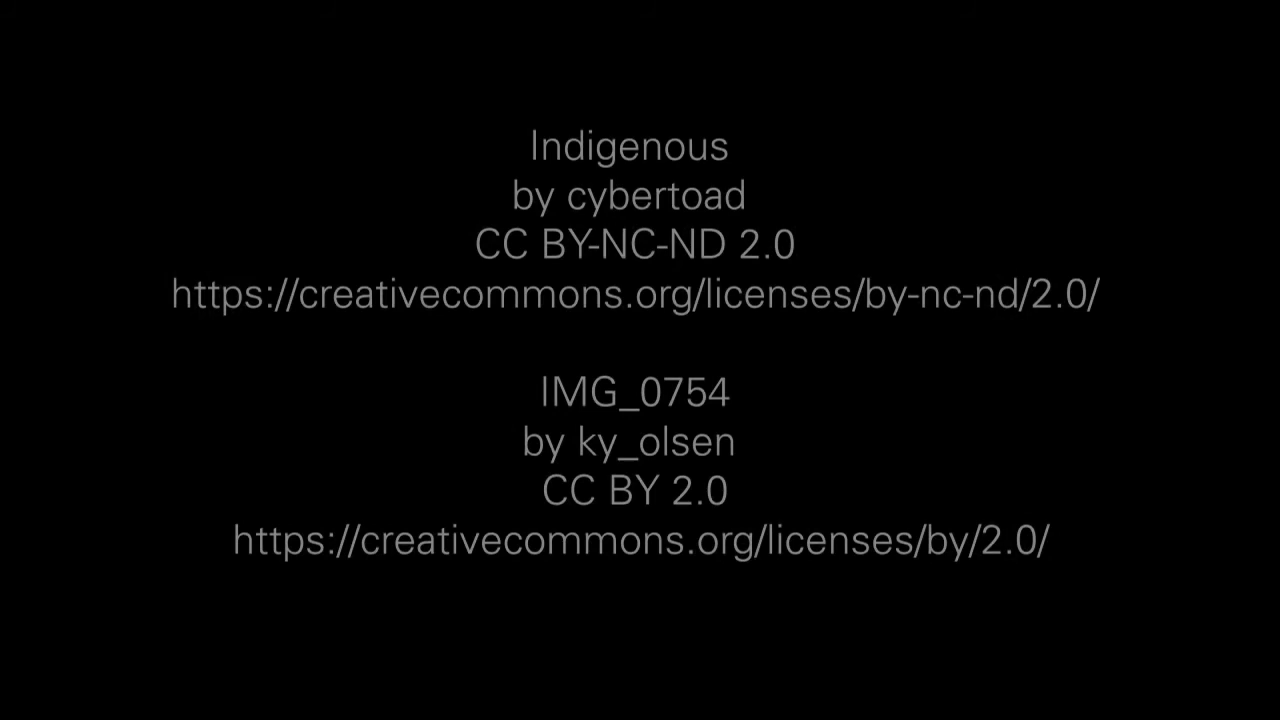 Indigenous
by cybertoad
CC BY-NC-ND 2.0
https://creativecommons.org/licenses/by-nc-nd/2.0/
IMG_0754
by ky_olsen
CC BY 2.0
https://creativecommons.org/licenses/by/2.0/